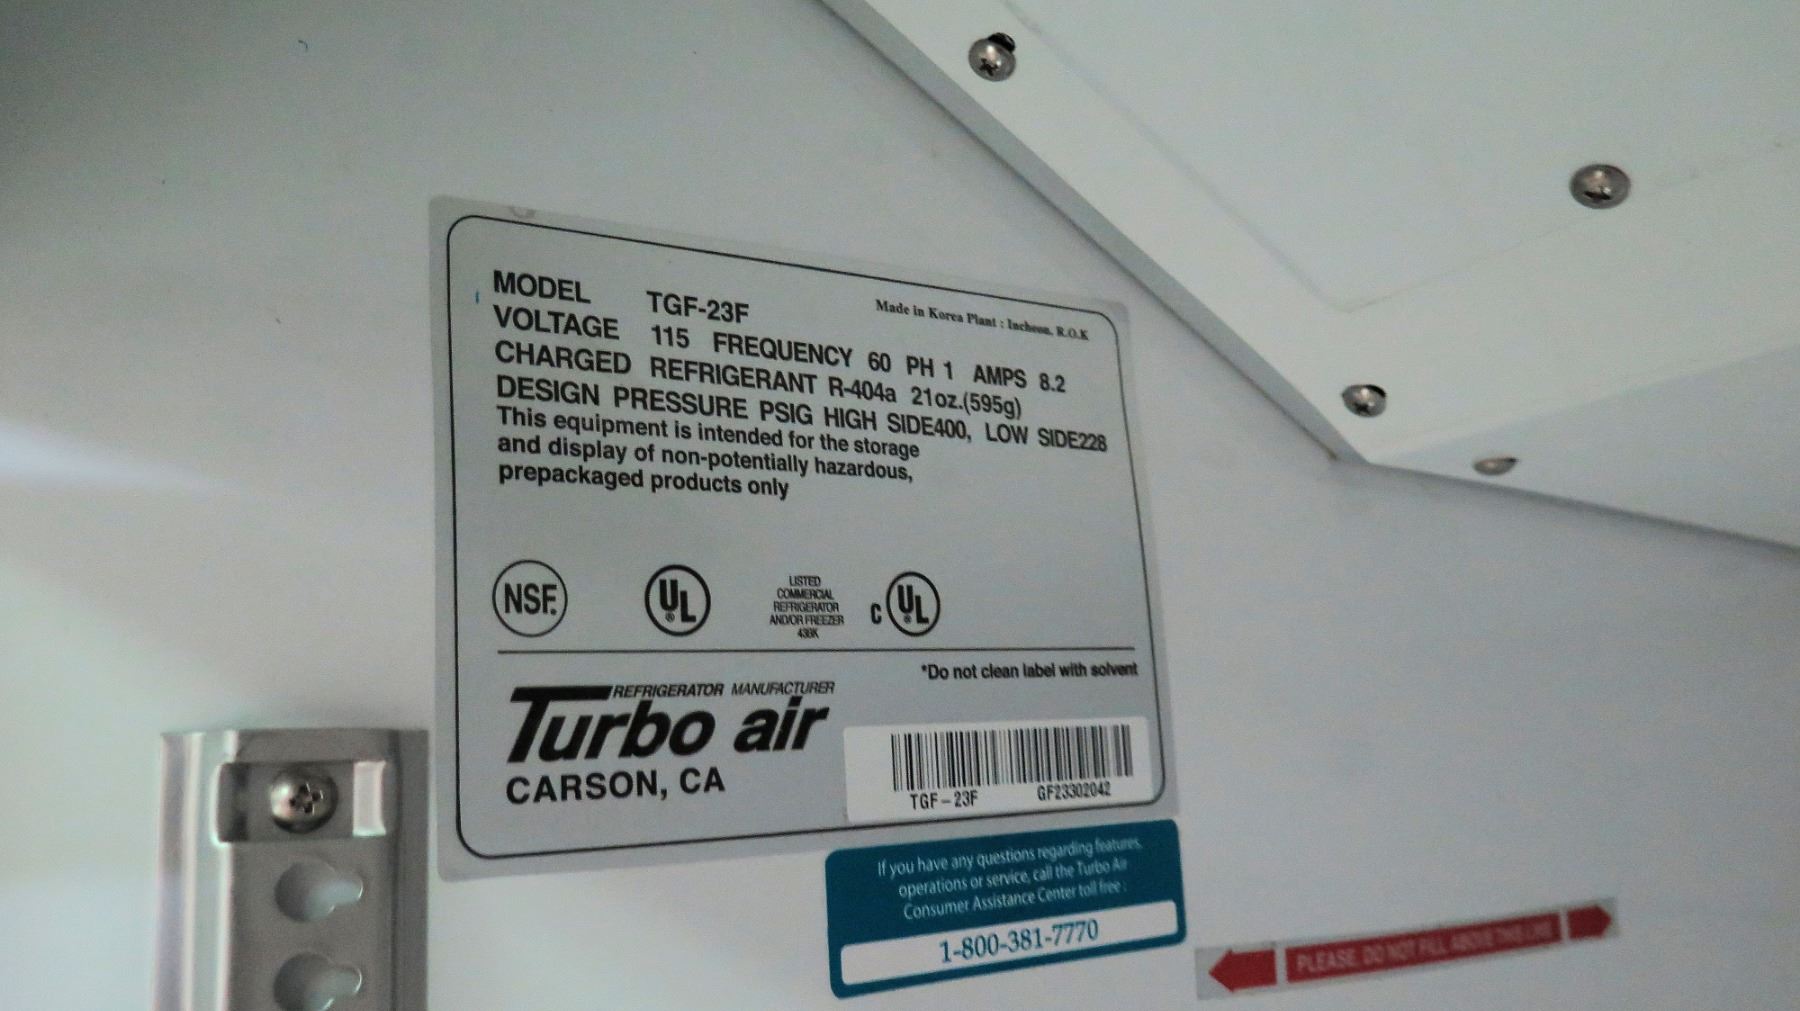 MODEL TGF-23F
Made in Korea Plant : Incheon. R.O.K
VOLTAGE 115 FREQUENCY 60 PH 1 AMPS 8.2
CHARGED REFRIGERANT R-404a 21oz.(595g)
DESIGN PRESSURE PSIG HIGH SIDE400, LOW SIDE228
This equipment is intended for the storage
and display of non-potentially hazardous,
prepackaged products only
NSF.
UL
LISTED
COMMERCIAL
REFRIGERATOR
AND/OR FREEZER
43BK
C UL
*Do not clean label with solvent
REFRIGERATOR MANUFACTURER
Turbo air
CARSON, CA
TGF-23F GF23302042
If you have any questions regarding features,
operations or service, call the Turbo Air
Consumer Assistance Center toll free :
1-800-381-7770
PLEASE, DO NOT FILL ABOVE THIS LINE